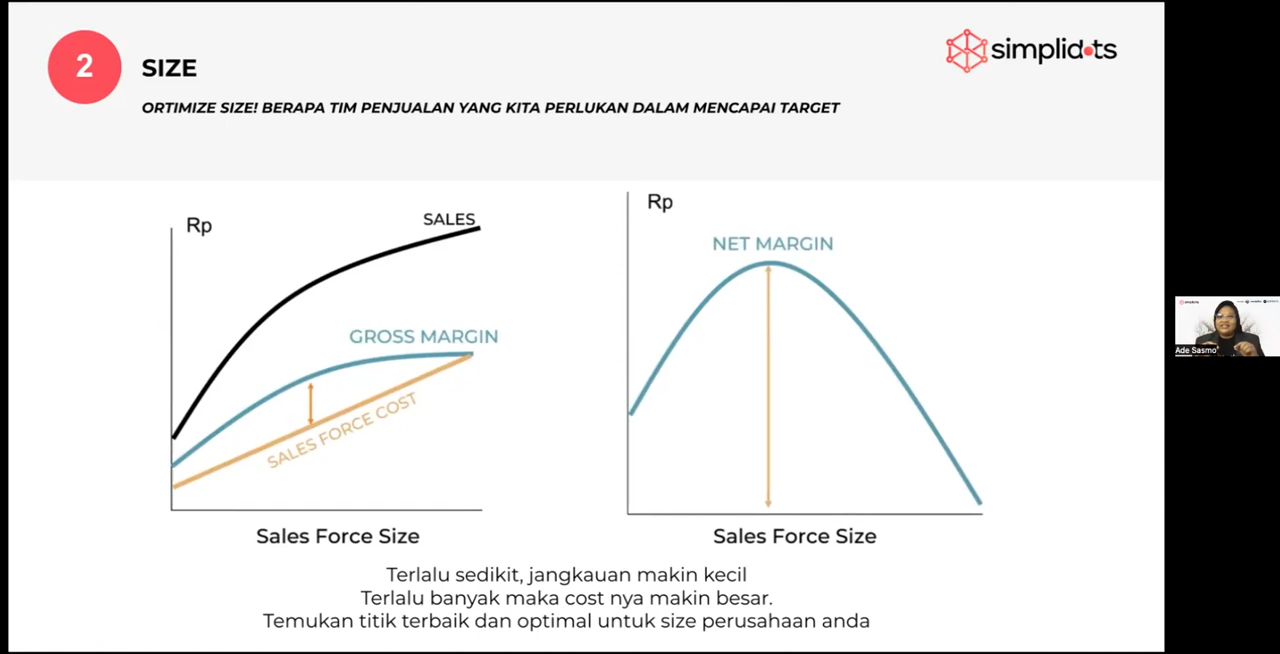 2
SIZE
simplidots
ORTIMIZE SIZE! BERAPA TIM PENJUALAN YANG KITA PERLUKAN DALAM MENCAPAI TARGET
Rp
SALES
GROSS MARGIN
SALES FORCE COST
Sales Force Size
Rp
NET MARGIN
Sales Force Size
Terlalu sedikit, jangkauan makin kecil
Terlalu banyak maka cost nya makin besar.
Temukan titik terbaik dan optimal untuk size perusahaan anda
Ade Sasmo